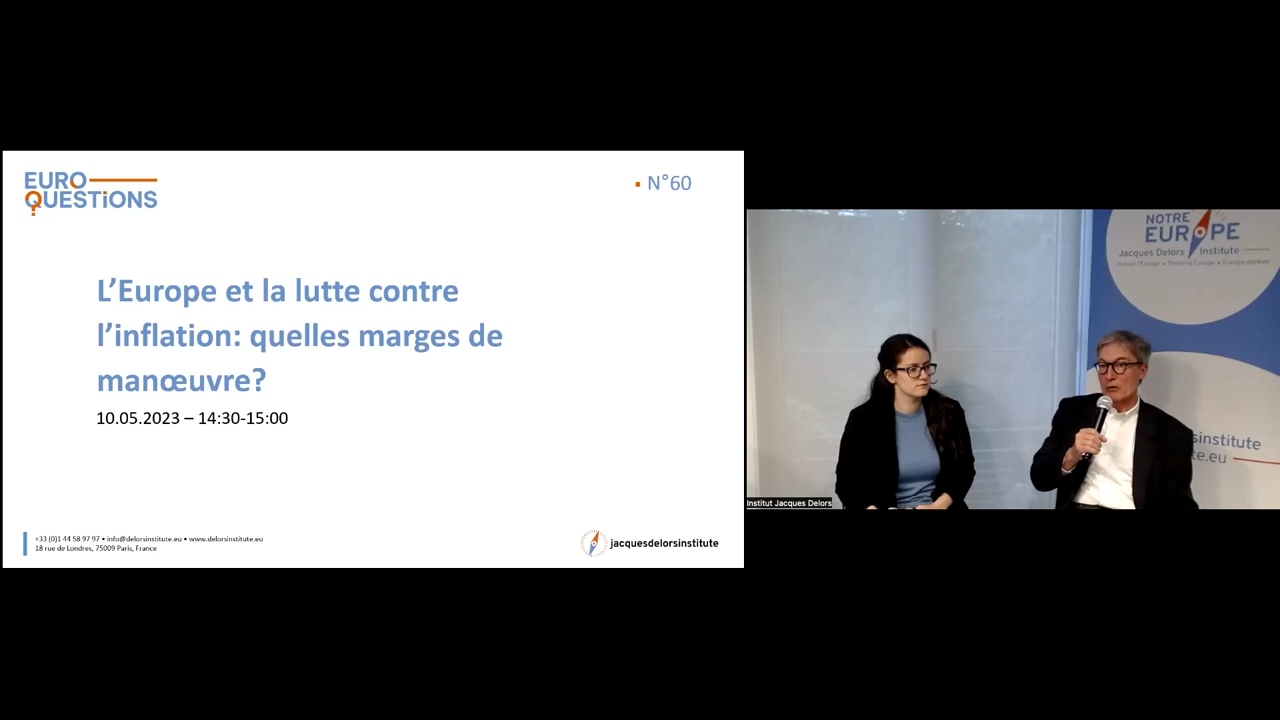 EURO
QUESTiONS
N°60
L’Europe et la lutte contre
l’inflation: quelles marges de
manœuvre?
10.05.2023 – 14:30-15:00
+33 (0)1 44 58 97 97 • info@delorsinstitute.eu • www.delorsinstitute.eu
18 rue de Londres, 75009 Paris, France
jacquesdelorsinstitute
NOTRE
EUROPE
Jacques Delors Institute
Thinking Europe
sinstitute
te.eu
Institut Jacques Delors